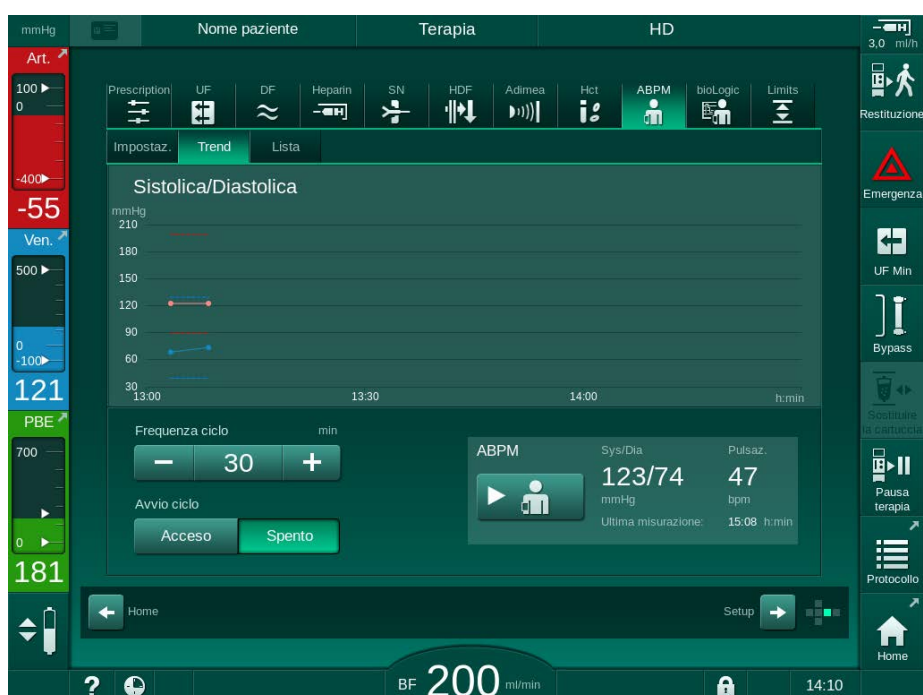 mmHg
Nome paziente
Terapia
HD
3,0 ml/h
Art.
100
0
-400
-55
Ven.
500
0
-100
121
PBE
700
0
181
Prescription
UF
DF
Heparin
SN
HDF
Adimea
Hct
ABPM
bioLogic
Limits
Impostaz.
Trend
Lista
Sistolica/Diastolica
mmHg
210
180
150
120
90
60
30
13:00
13:30
14:00
h:min
Frequenza ciclo
min
30
Avvio ciclo
Acceso
Spento
ABPM
Sys/Dia
Pulsaz.
123/74
47
mmHg
bpm
Ultima misurazione:
15:08 h:min
Home
Setup
Restituzione
Emergenza
UF Min
Bypass
Sostituire
la cartuccia
Pausa
terapia
Protocollo
Home
?
BF 200 ml/min
14:10